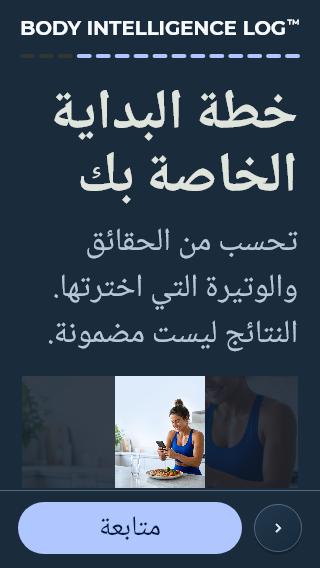 BODY INTELLIGENCE LOG™
خطة البداية
الخاصة بك
تحسب من الحقائق
والوتيرة التي اخترتها.
النتائج ليست مضمونة.
متابعة